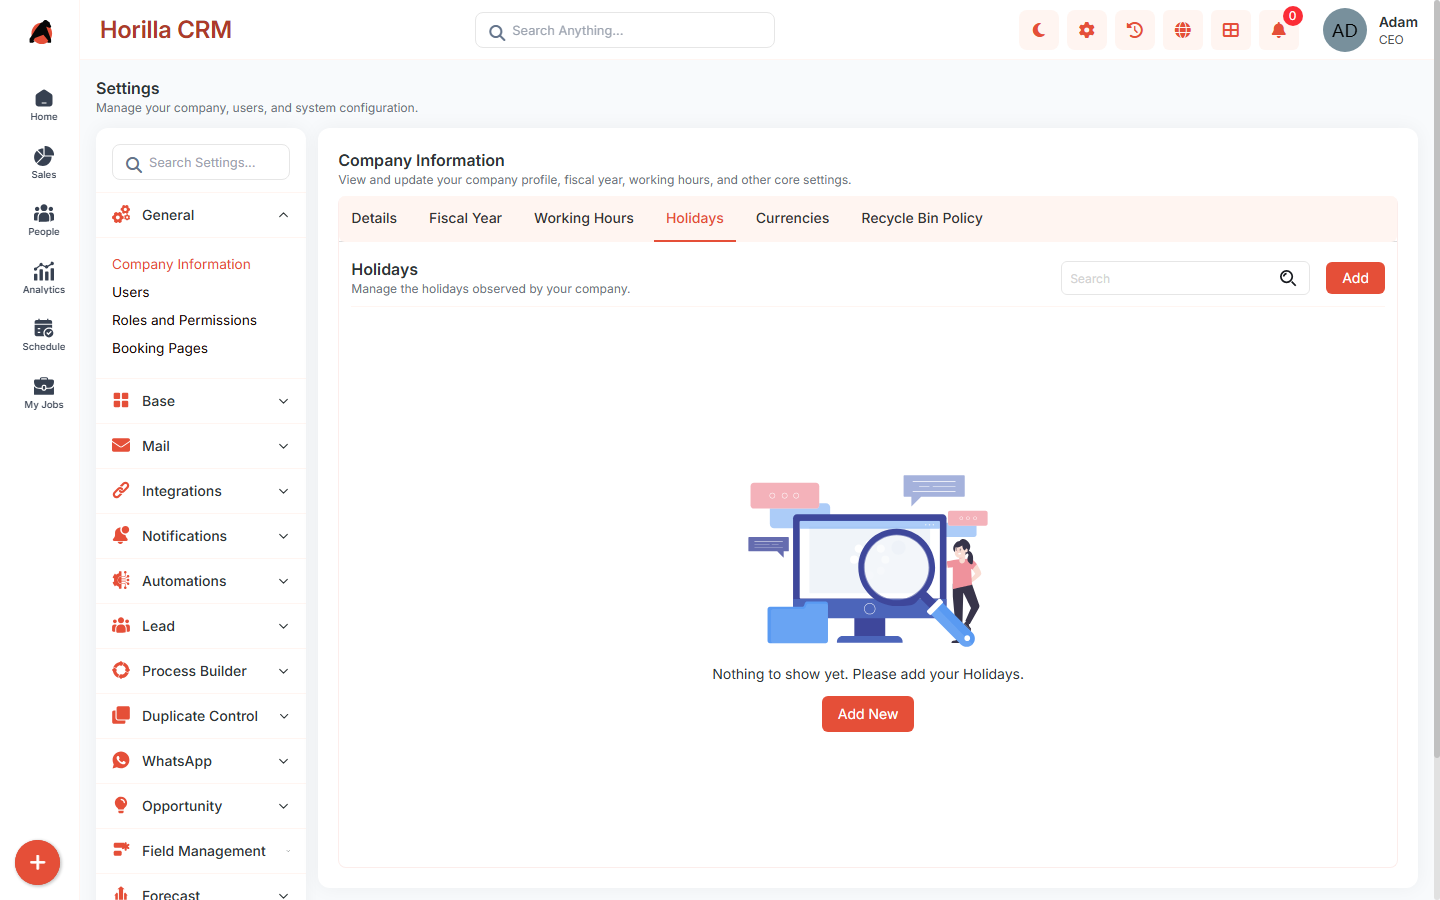 Horilla CRM
Search Anything...
0
AD
Adam
CEO
Home
Sales
People
Analytics
Schedule
My Jobs
Settings
Manage your company, users, and system configuration.
Search Settings...
General
Company Information
Users
Roles and Permissions
Booking Pages
Base
Mail
Integrations
Notifications
Automations
Lead
Process Builder
Duplicate Control
WhatsApp
Opportunity
Field Management
Forecast
Company Information
View and update your company profile, fiscal year, working hours, and other core settings.
Details
Fiscal Year
Working Hours
Holidays
Currencies
Recycle Bin Policy
Holidays
Manage the holidays observed by your company.
Search
Add
Nothing to show yet. Please add your Holidays.
Add New